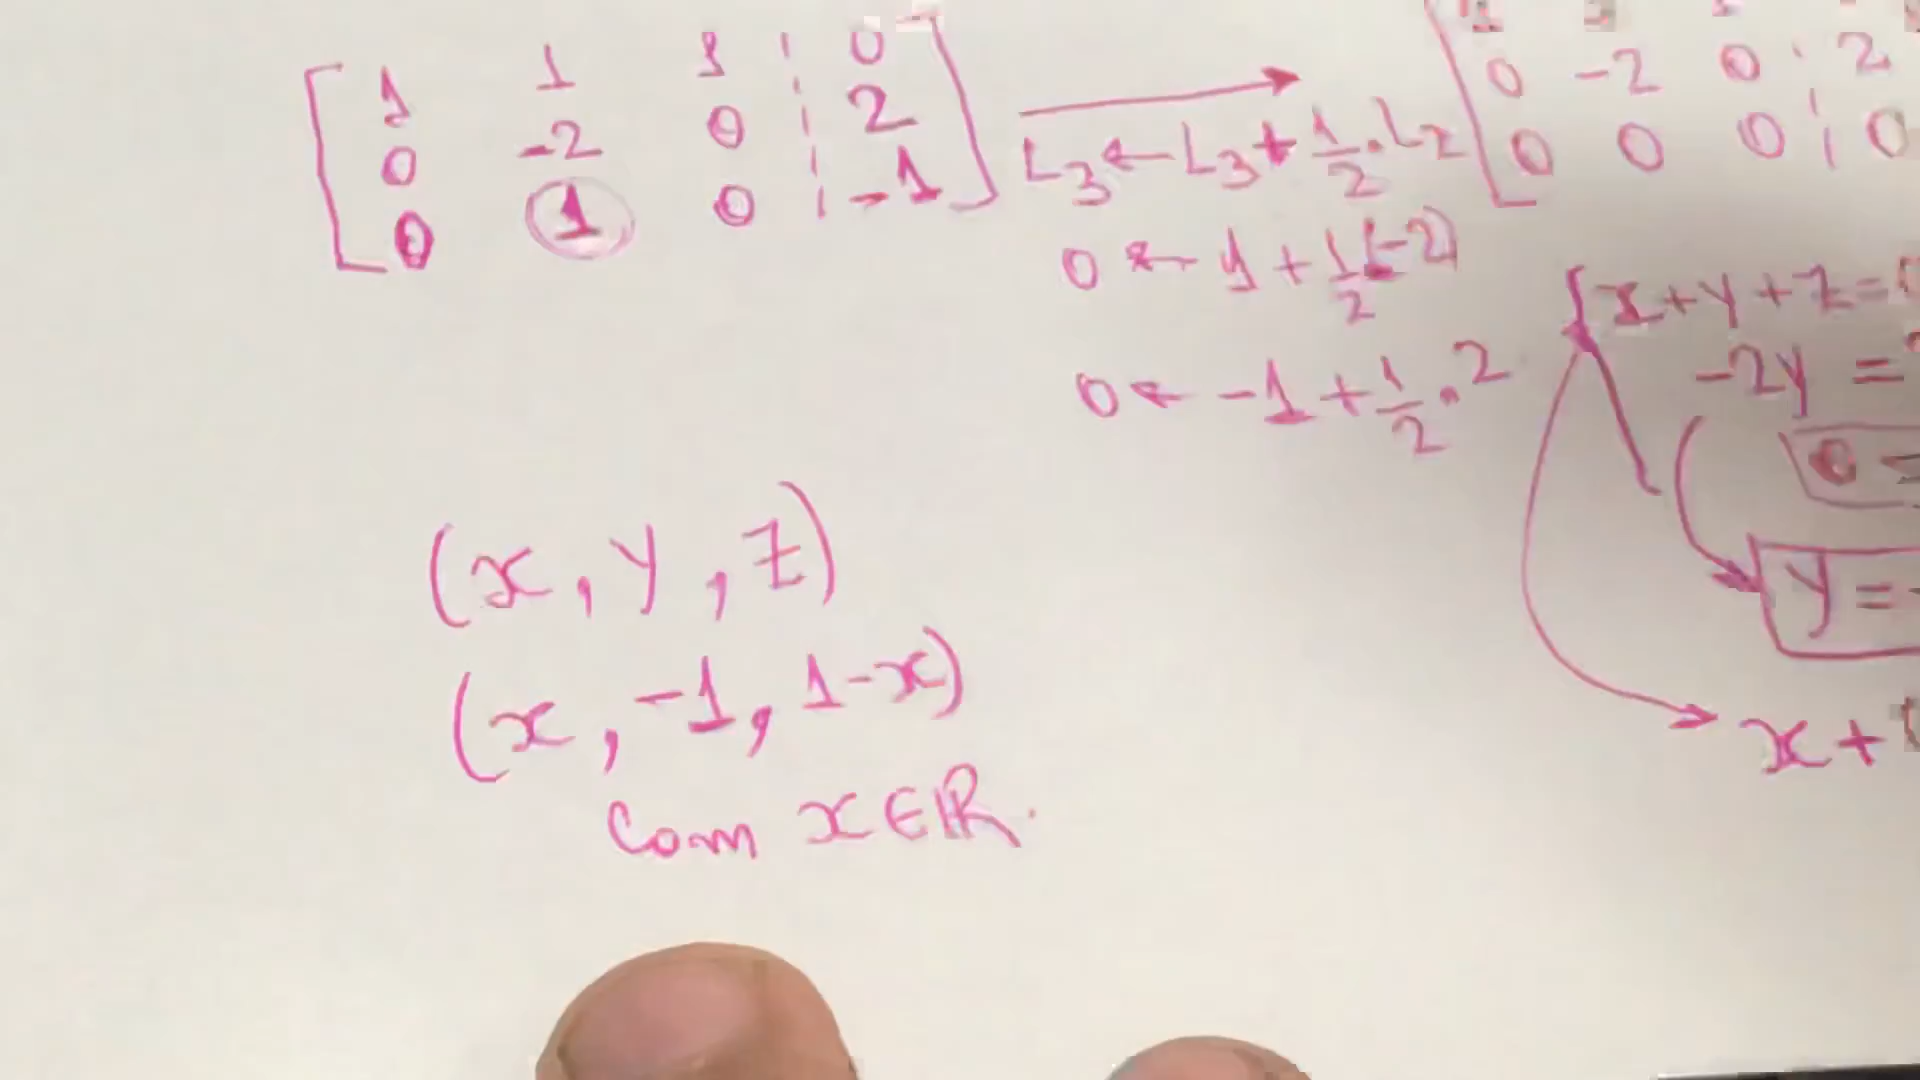 1 1 1 0
0 -2 0 2
0 1 0 -1
L3 ← L3 + 1/2 . L2
0 ← 1 + 1/2 (-2)
0 ← -1 + 1/2 . 2
0 -2 0 2
0 0 0 0
x + y + z =
-2y =
0 =
y = -
x + (
(x, y, z)
(x, -1, 1-x)
Com x ∈ ℝ.